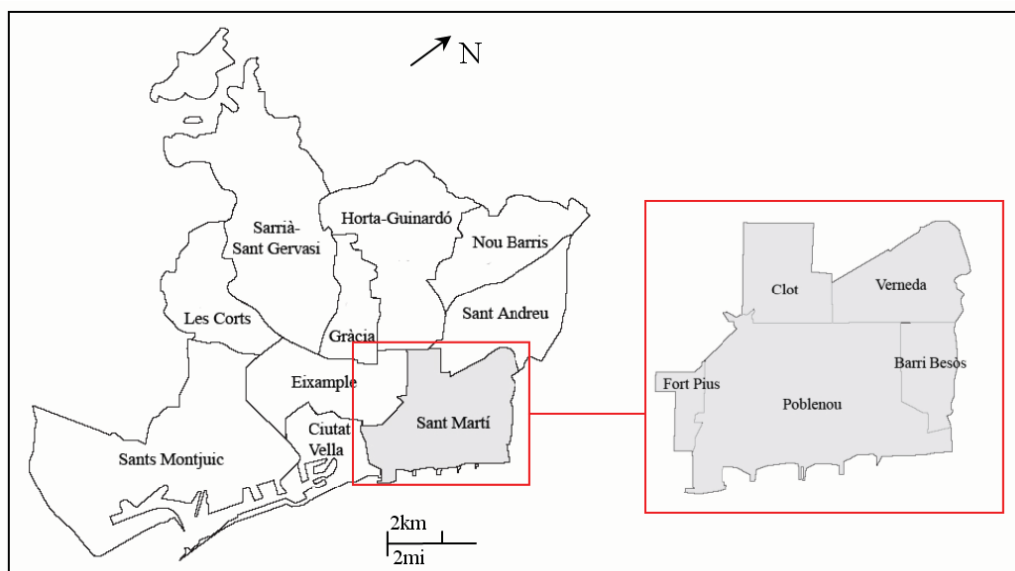 N
Sarrià-
Sant Gervasi
Horta-Guinardó
Nou Barris
Les Corts
Gràcia
Sant Andreu
Eixample
Sant Martí
Ciutat
Vella
Sants Montjuic
2km
2mi
Clot
Verneda
Fort Pius
Barri Besòs
Poblenou